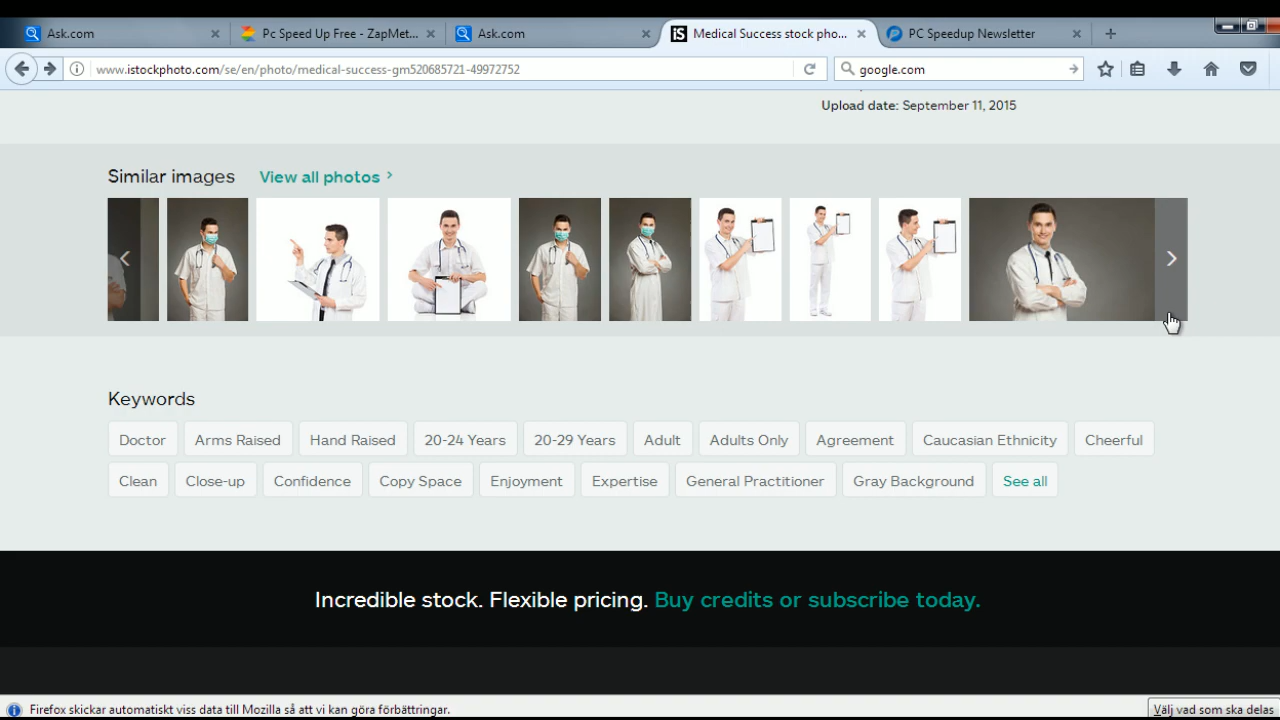 Ask.com
Pc Speed Up Free - ZapMet...
Ask.com
iS Medical Success stock pho...
PC Speedup Newsletter
www.istockphoto.com/se/en/photo/medical-success-gm520685721-49972752
google.com
Upload date: September 11, 2015
Similar images View all photos >
Keywords
Doctor Arms Raised Hand Raised 20-24 Years 20-29 Years Adult Adults Only Agreement Caucasian Ethnicity Cheerful
Clean Close-up Confidence Copy Space Enjoyment Expertise General Practitioner Gray Background See all
Incredible stock. Flexible pricing. Buy credits or subscribe today.
Firefox skickar automatiskt viss data till Mozilla så att vi kan göra förbättringar. Välj vad som ska delas